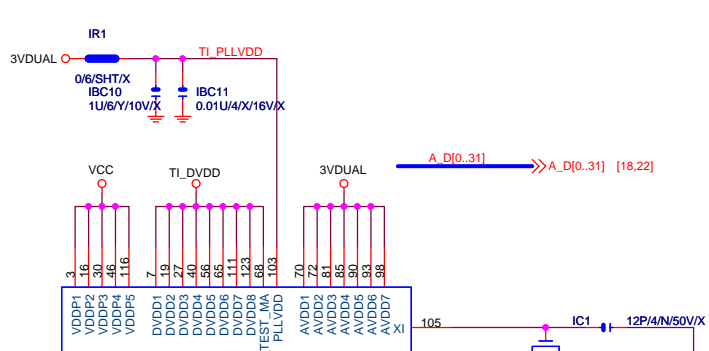 IR1
3VDUAL
TI_PLLVDD
0/6/SHT/X
IBC10
IBC11
1U/6/Y/10V/X
0.01U/4/X/16V/X
A_D[0..31]
A_D[0..31] [18,22]
VCC
TI_DVDD
3VDUAL
3
16
30
46
116
7
19
27
40
56
65
111
123
68
103
70
72
81
85
90
93
98
VDDP1
VDDP2
VDDP3
VDDP4
VDDP5
DVDD1
DVDD2
DVDD3
DVDD4
DVDD5
DVDD6
DVDD7
DVDD8
_TEST_MA
PLLVDD
AVDD1
AVDD2
AVDD3
AVDD4
AVDD5
AVDD6
AVDD7
XI
105
IC1
12P/4/N/50V/X